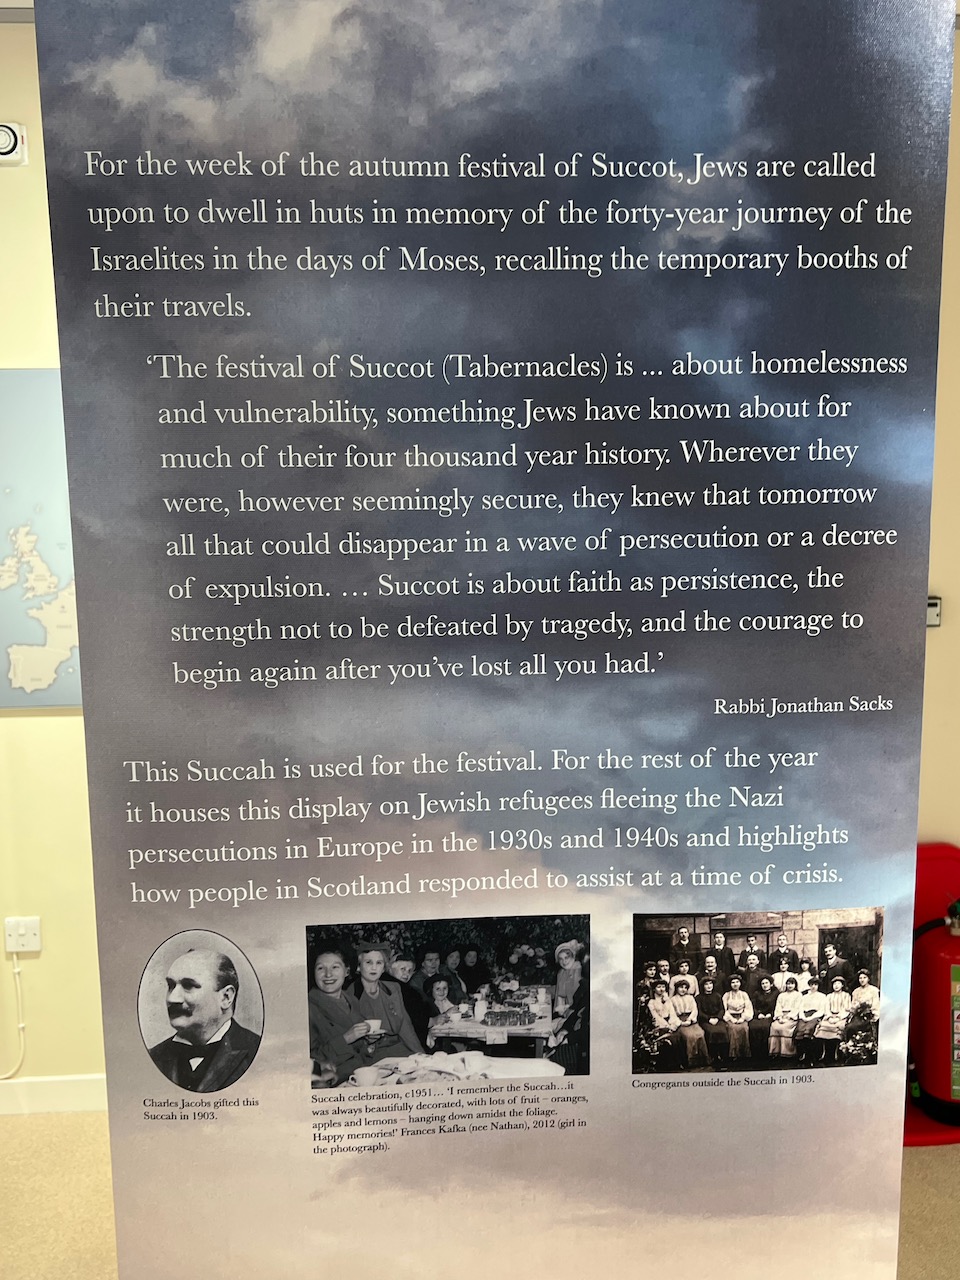 For the week of the autumn festival of Succot, Jews are called
upon to dwell in huts in memory of the forty-year journey of the
Israelites in the days of Moses, recalling the temporary booths of
their travels.
‘The festival of Succot (Tabernacles) is ... about homelessness
and vulnerability, something Jews have known about for
much of their four thousand year history. Wherever they
were, however seemingly secure, they knew that tomorrow
all that could disappear in a wave of persecution or a decree
of expulsion. … Succot is about faith as persistence, the
strength not to be defeated by tragedy, and the courage to
begin again after you’ve lost all you had.’
Rabbi Jonathan Sacks
This Succah is used for the festival. For the rest of the year
it houses this display on Jewish refugees fleeing the Nazi
persecutions in Europe in the 1930s and 1940s and highlights
how people in Scotland responded to assist at a time of crisis.
Charles Jacobs gifted this
Succah in 1903.
Succah celebration, c1951… ‘I remember the Succah…it
was always beautifully decorated, with lots of fruit – oranges,
apples and lemons – hanging down amidst the foliage.
Happy memories!’ Frances Kafka (nee Nathan), 2012 (girl in
the photograph).
Congregants outside the Succah in 1903.